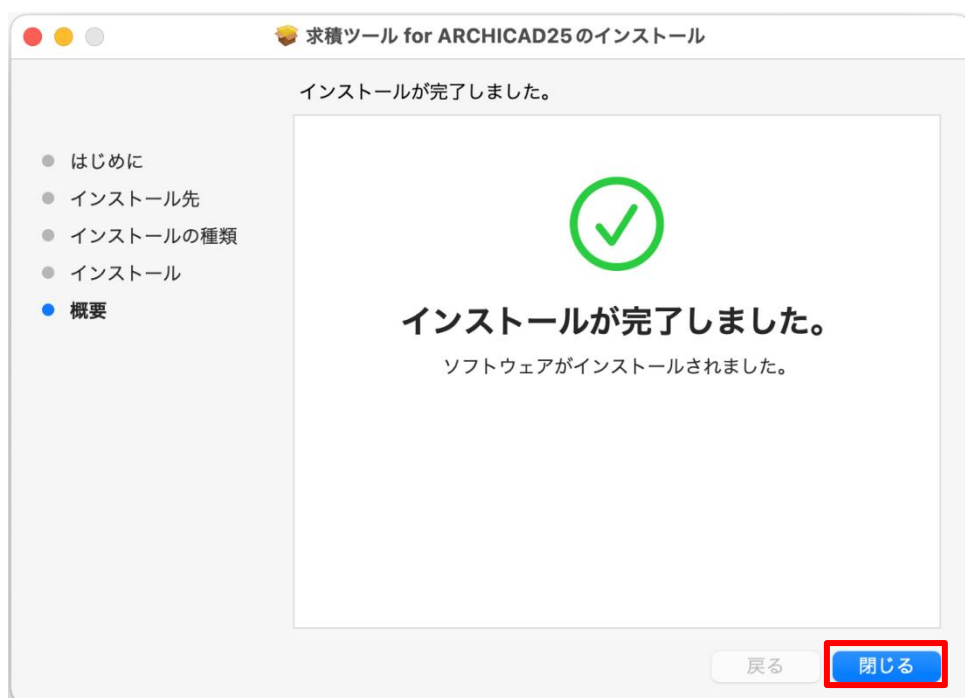 求積ツール for ARCHICAD25のインストール
インストールが完了しました。
はじめに
インストール先
インストールの種類
インストール
概要
インストールが完了しました。
ソフトウェアがインストールされました。
戻る
閉じる